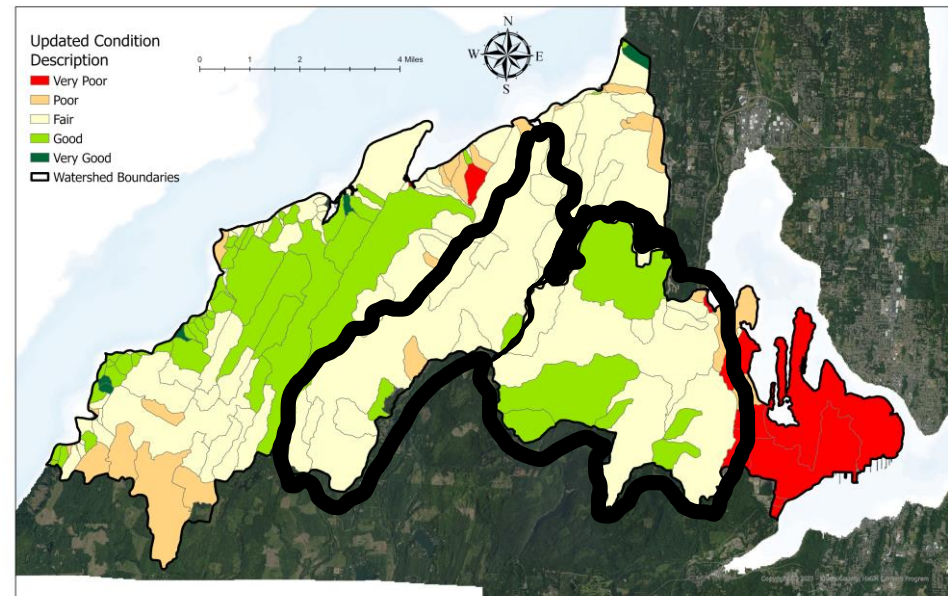 Updated Condition
Description
Very Poor
Poor
Fair
Good
Very Good
Watershed Boundaries
0 1 2 4 Miles
N
W E
S